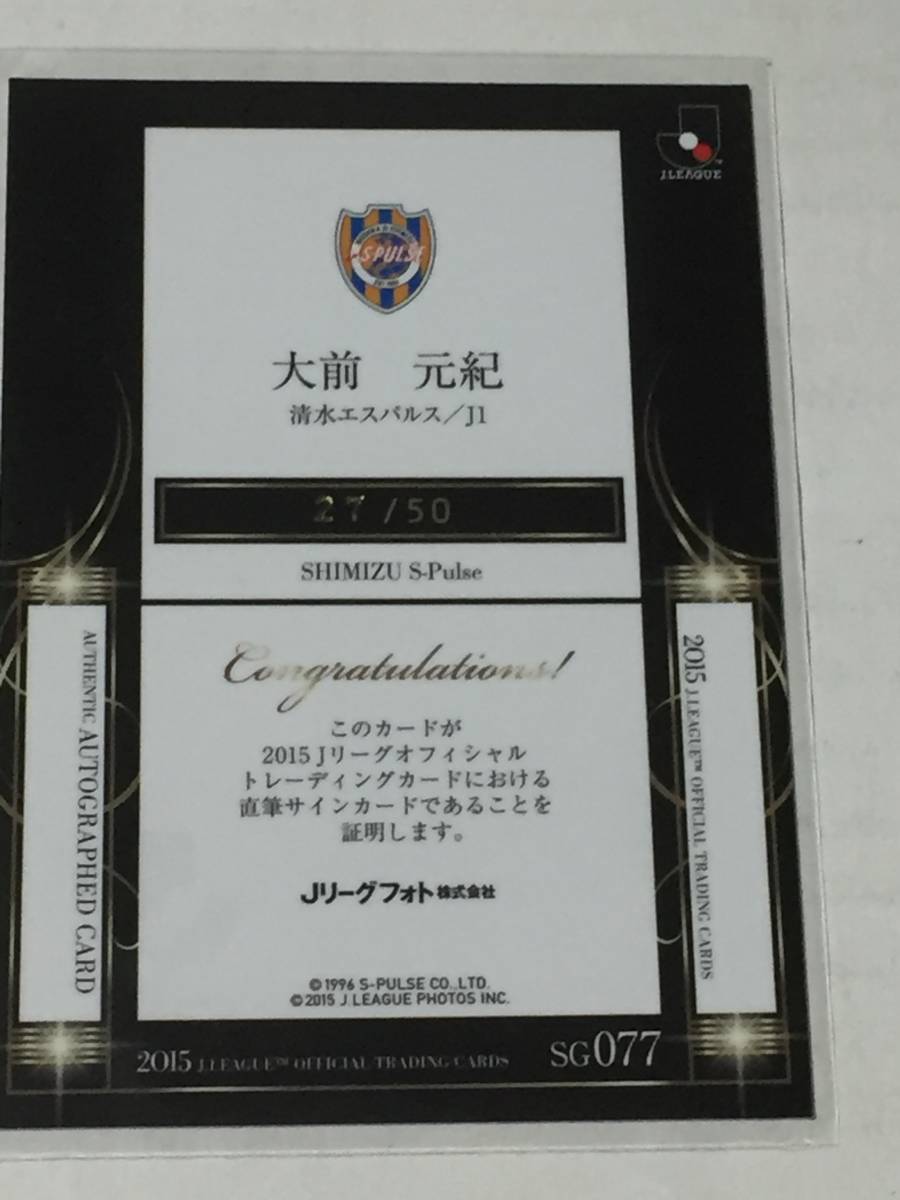 J.LEAGUE
S-PULSE
大前　元紀
清水エスパルス／J1
27/50
SHIMIZU S-Pulse
Congratulations!
このカードが
2015 Jリーグオフィシャル
トレーディングカードにおける
直筆サインカードであることを
証明します。
Jリーグフォト株式会社
©1996 S-PULSE CO.,LTD.
©2015 J.LEAGUE PHOTOS INC.
AUTHENTIC AUTOGRAPHED CARD
2015 J.LEAGUE™ OFFICIAL TRADING CARDS
2015 J.LEAGUE™ OFFICIAL TRADING CARDS
SG077